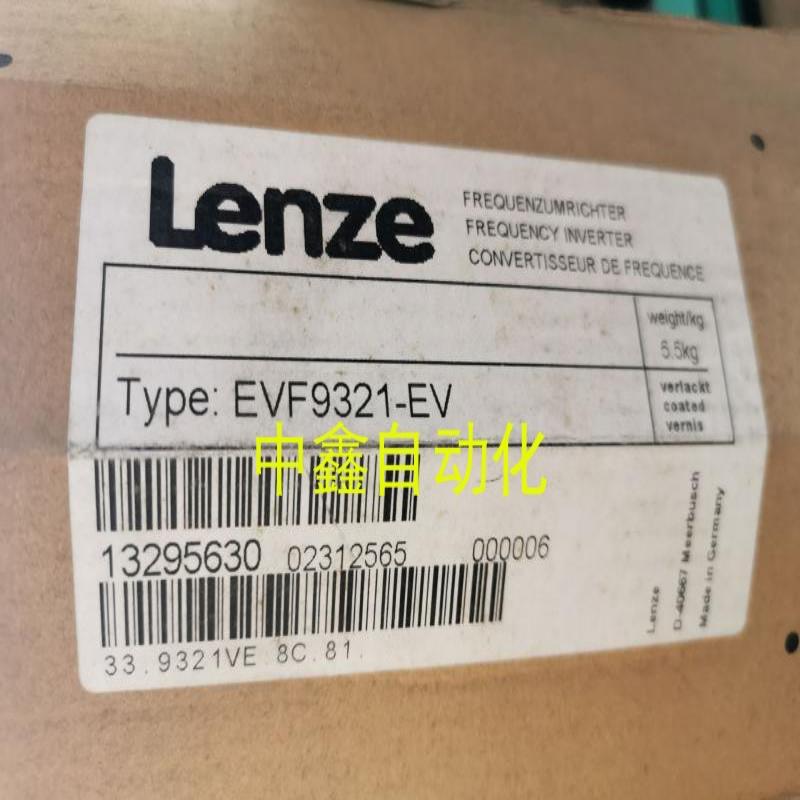 Lenze
FREQUENZUMRICHTER
FREQUENCY INVERTER
CONVERTISSEUR DE FREQUENCE
weight/kg
5.5kg
Type: EVF9321-EV
verlackt
coated
vernis
中鑫自动化
13295630 02312565 000006
33.9321VE.8C.81.
Lenze
D-40667 Meerbusch
Made in Germany